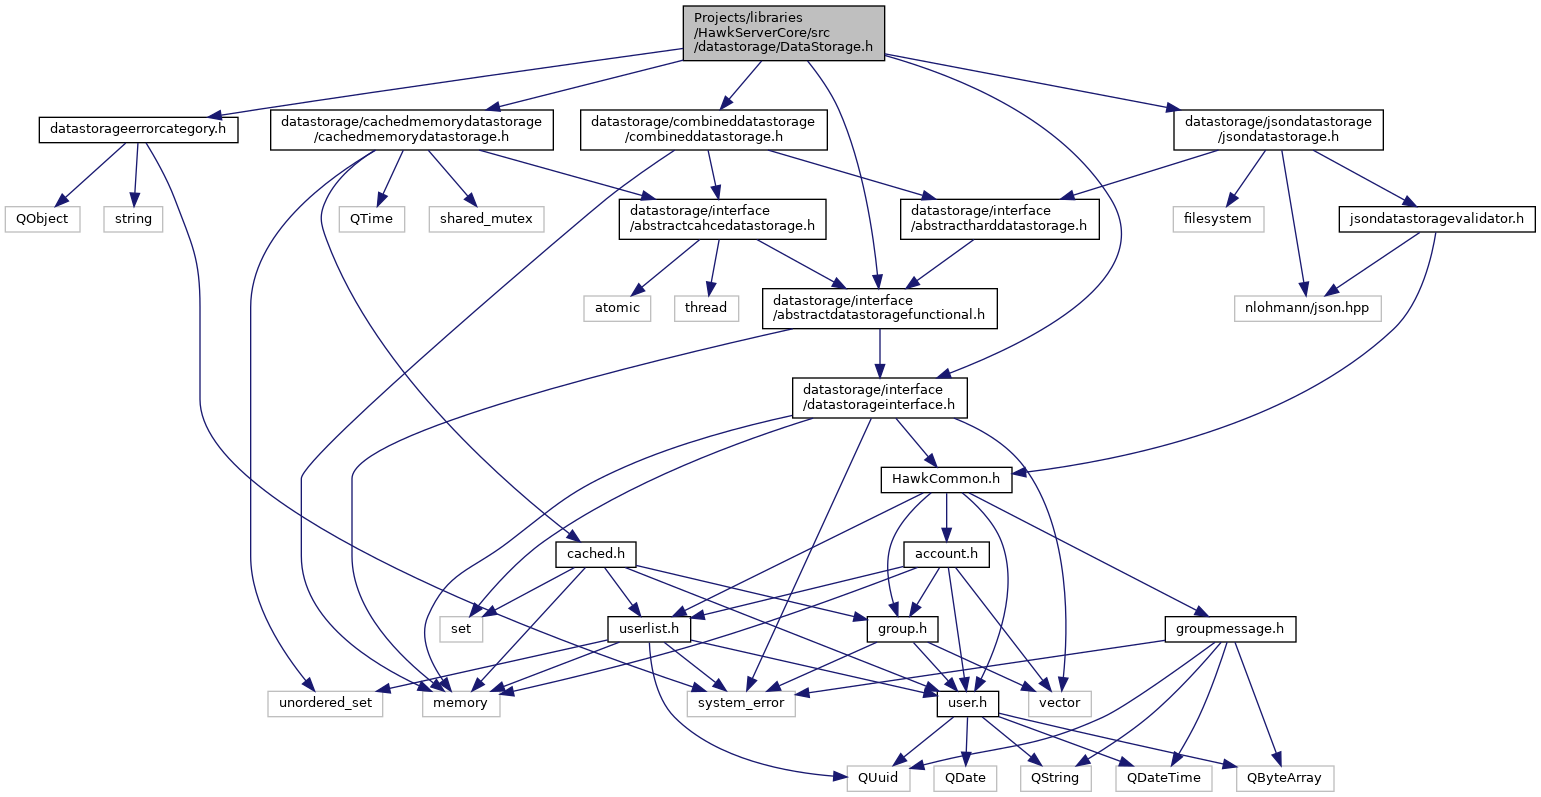 Projects/libraries
/HawkServerCore/src
/datastorage/DataStorage.h
datastorageerrorcategory.h
datastorage/cachedmemorydatastorage
/cachedmemorydatastorage.h
datastorage/combineddatastorage
/combineddatastorage.h
datastorage/jsondatastorage
/jsondatastorage.h
QObject
string
QTime
shared_mutex
datastorage/interface
/abstractcahcedatastorage.h
datastorage/interface
/abstractharddatastorage.h
filesystem
jsondatastoragevalidator.h
atomic
thread
datastorage/interface
/abstractdatastoragefunctional.h
nlohmann/json.hpp
datastorage/interface
/datastorageinterface.h
HawkCommon.h
cached.h
account.h
set
userlist.h
group.h
groupmessage.h
unordered_set
memory
system_error
user.h
vector
QUuid
QDate
QString
QDateTime
QByteArray